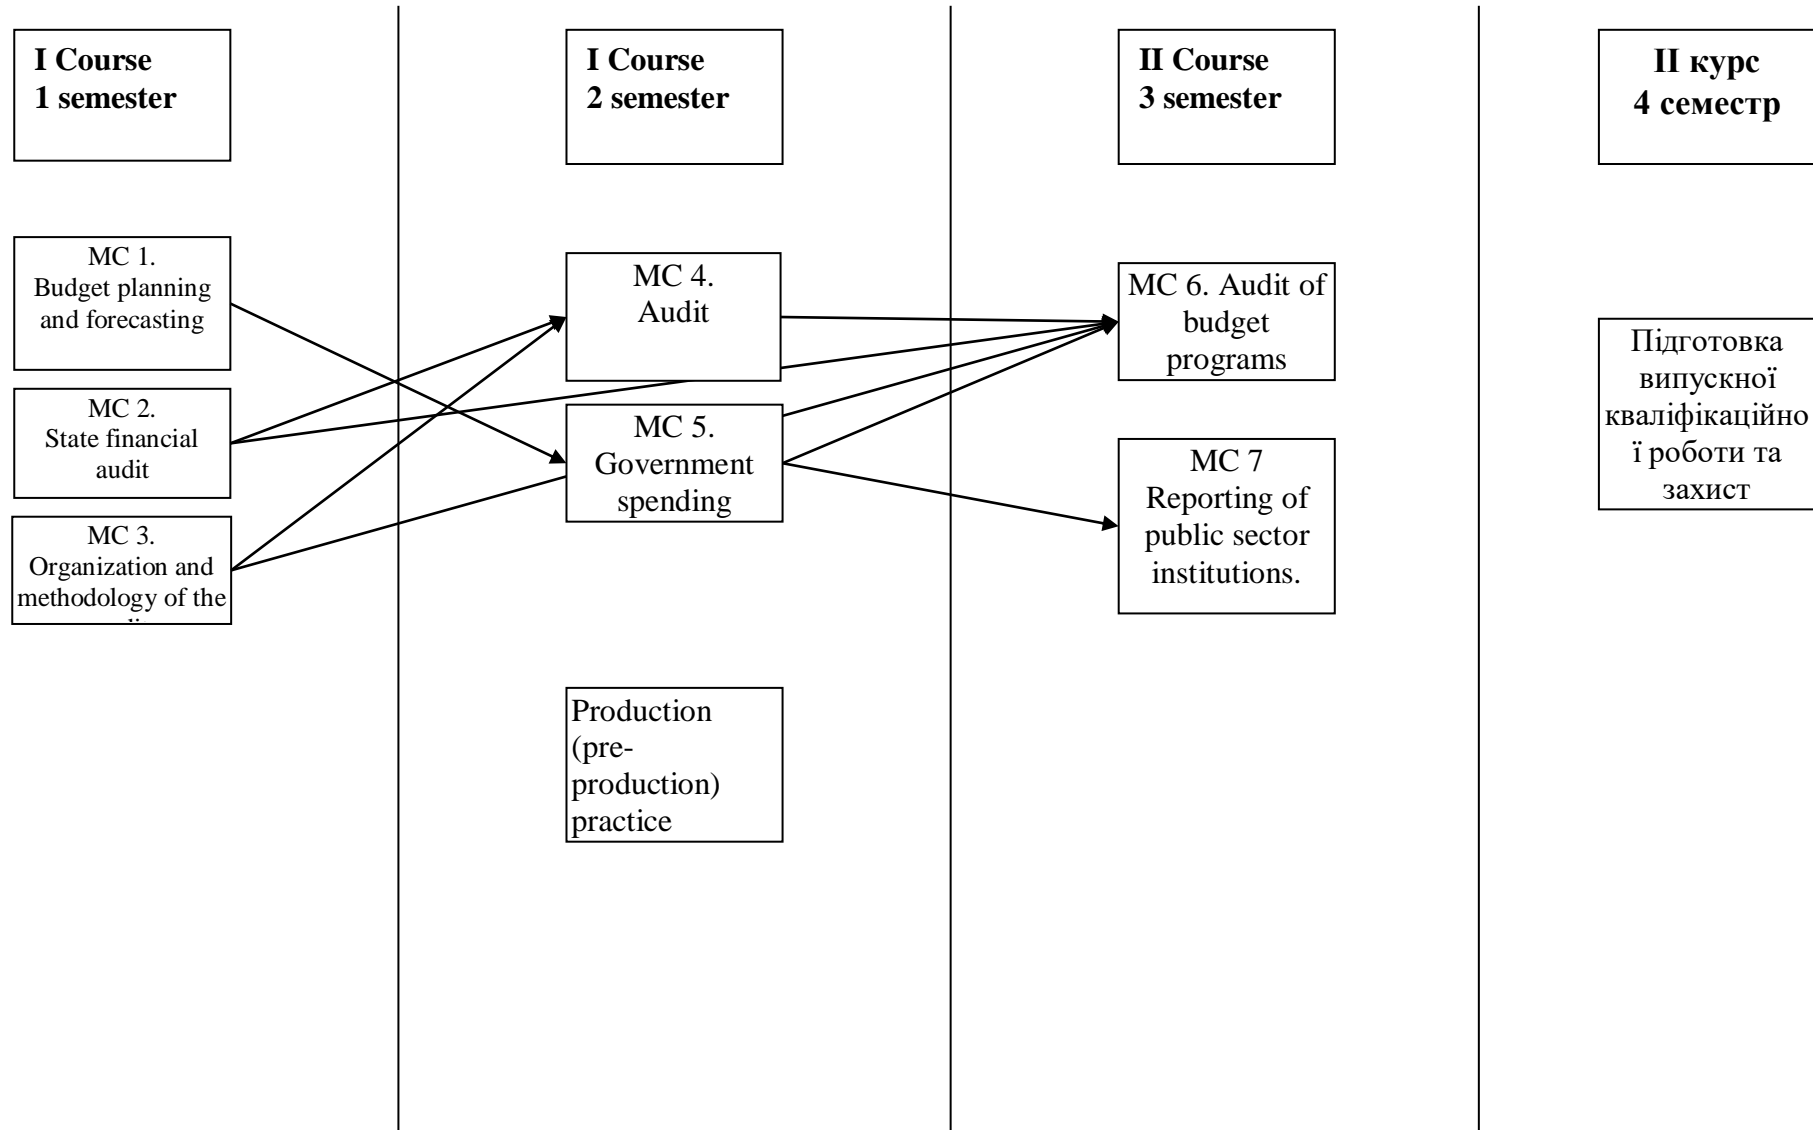 I Course
1 semester
I Course
2 semester
II Course
3 semester
II курс
4 семестр
MC 1.
Budget planning
and forecasting
MC 2.
State financial
audit
MC 3.
Organization and
methodology of the
MC 4.
Audit
MC 5.
Government
spending
Production
(pre-
production)
practice
MC 6. Audit of
budget
programs
MC 7
Reporting of
public sector
institutions.
Підготовка
випускної
кваліфікаційно
ї роботи та
захист